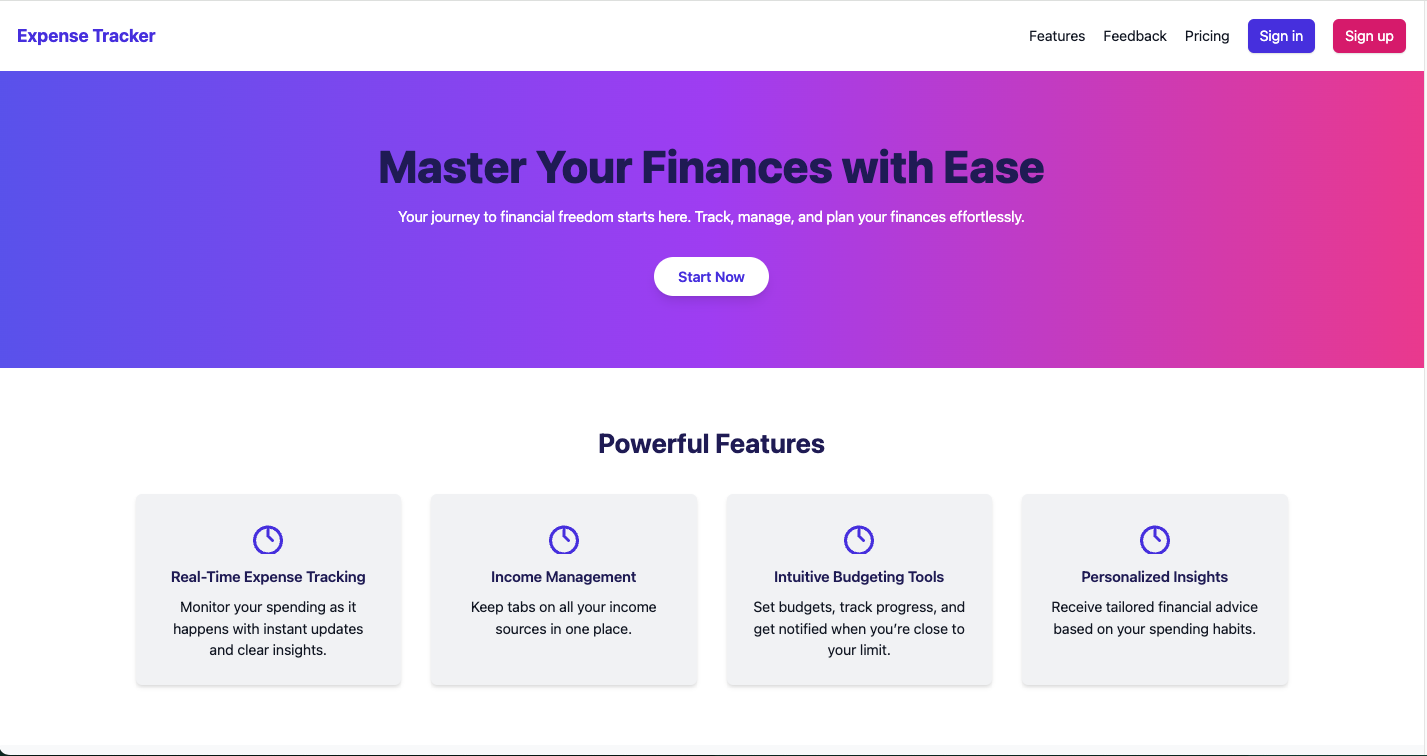 Expense Tracker
Features
Feedback
Pricing
Sign in
Sign up
Master Your Finances with Ease
Your journey to financial freedom starts here. Track, manage, and plan your finances effortlessly.
Start Now
Powerful Features
Real-Time Expense Tracking
Monitor your spending as it
happens with instant updates
and clear insights.
Income Management
Keep tabs on all your income
sources in one place.
Intuitive Budgeting Tools
Set budgets, track progress, and
get notified when you’re close to
your limit.
Personalized Insights
Receive tailored financial advice
based on your spending habits.